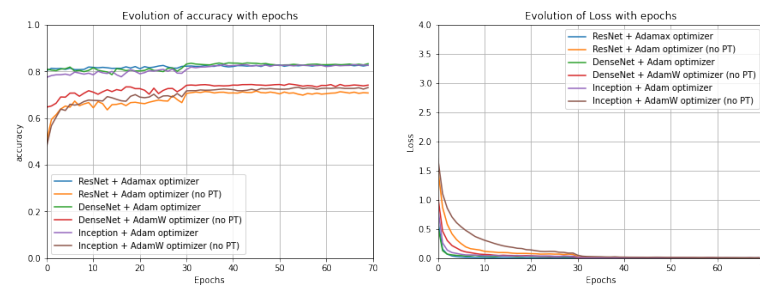 Evolution of accuracy with epochs
1.0
0.8
0.6
0.4
0.2
0.0
accuracy
ResNet + Adamax optimizer
ResNet + Adam optimizer (no PT)
DenseNet + Adam optimizer
DenseNet + AdamW optimizer (no PT)
Inception + Adam optimizer
Inception + AdamW optimizer (no PT)
0 10 20 30 40 50 60 70
Epochs
Evolution of Loss with epochs
4.0
3.5
3.0
2.5
2.0
1.5
1.0
0.5
0.0
Loss
ResNet + Adamax optimizer
ResNet + Adam optimizer (no PT)
DenseNet + Adam optimizer
DenseNet + AdamW optimizer (no PT)
Inception + Adam optimizer
Inception + AdamW optimizer (no PT)
0 10 20 30 40 50 60
Epochs